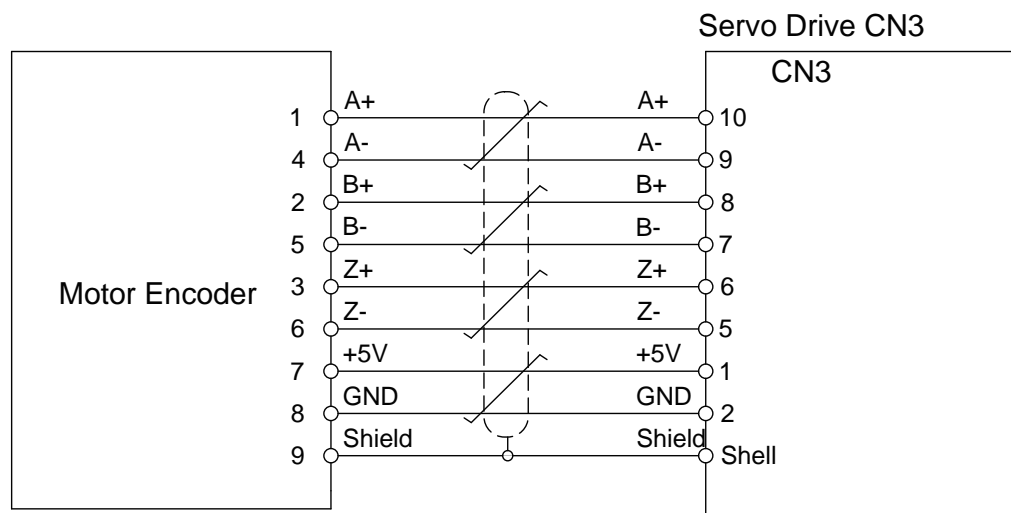 Servo Drive CN3
CN3
1 A+ A+ 10
4 A- A- 9
2 B+ B+ 8
5 B- B- 7
Motor Encoder 3 Z+ Z+ 6
6 Z- Z- 5
7 +5V +5V 1
8 GND GND 2
9 Shield Shield Shell